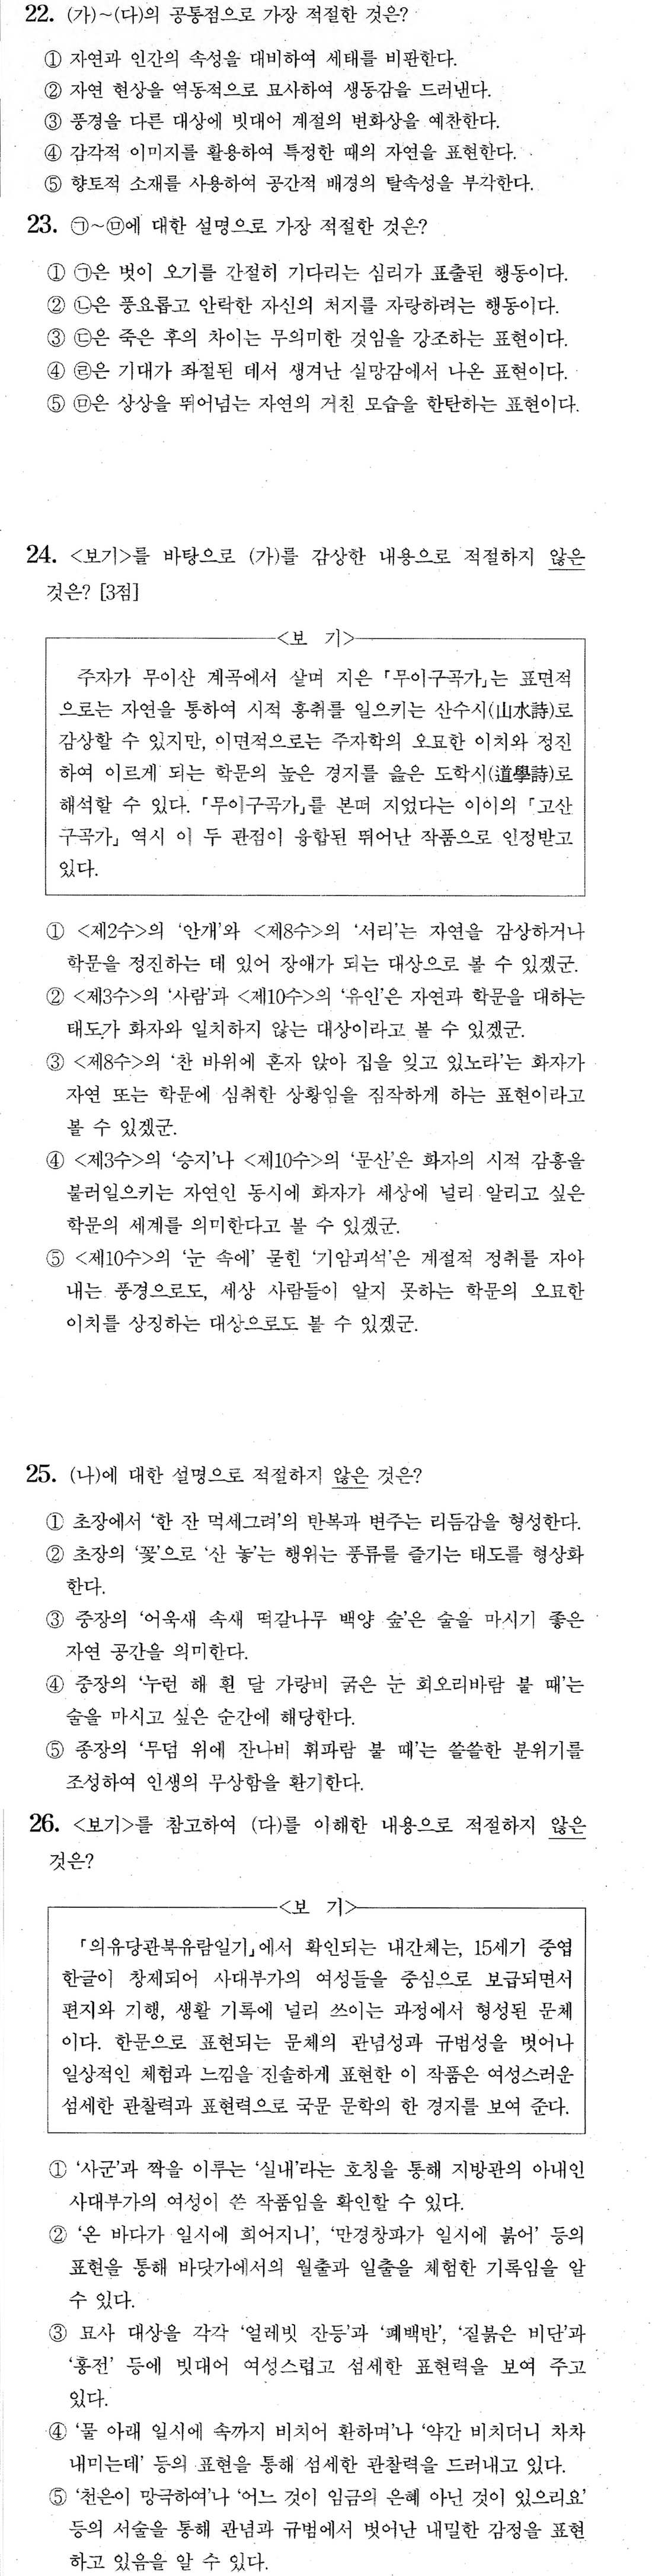 22. (가)~(다)의 공통점으로 가장 적절한 것은?
① 자연과 인간의 속성을 대비하여 세태를 비판한다.
② 자연 현상을 역동적으로 묘사하여 생동감을 드러낸다.
③ 풍경을 다른 대상에 빗대어 계절의 변화상을 예찬한다.
④ 감각적 이미지를 활용하여 특정한 때의 자연을 표현한다.
⑤ 향토적 소재를 사용하여 공간적 배경의 탈속성을 부각한다.
23. ㉠~㉤에 대한 설명으로 가장 적절한 것은?
① ㉠은 벗이 오기를 간절히 기다리는 심리가 표출된 행동이다.
② ㉡은 풍요롭고 안락한 자신의 처지를 자랑하려는 행동이다.
③ ㉢은 죽은 후의 차이는 무의미한 것임을 강조하는 표현이다.
④ ㉣은 기대가 좌절된 데서 생겨난 실망감에서 나온 표현이다.
⑤ ㉤은 상상을 뛰어넘는 자연의 거친 모습을 한탄하는 표현이다.
24. <보기>를 바탕으로 (가)를 감상한 내용으로 적절하지 않은
것은? [3점]
<보 기>
주자가 무이산 계곡에서 살며 지은 「무이구곡가」는 표면적
으로는 자연을 통하여 시적 흥취를 일으키는 산수시(山水詩)로
감상할 수 있지만, 이면적으로는 주자학의 오묘한 이치와 정진
하여 이르게 되는 학문의 높은 경지를 읊은 도학시(道學詩)로
해석할 수 있다. 「무이구곡가」를 본떠 지었다는 이이의 「고산
구곡가」 역시 이 두 관점이 융합된 뛰어난 작품으로 인정받고
있다.
① <제2수>의 '안개'와 <제8수>의 '서리'는 자연을 감상하거나
학문을 정진하는 데 있어 장애가 되는 대상으로 볼 수 있겠군.
② <제3수>의 '사람'과 <제10수>의 '유인'은 자연과 학문을 대하는
태도가 화자와 일치하지 않는 대상이라고 볼 수 있겠군.
③ <제8수>의 '찬 바위에 혼자 앉아 집을 잊고 있노라'는 화자가
자연 또는 학문에 심취한 상황임을 짐작하게 하는 표현이라고
볼 수 있겠군.
④ <제3수>의 '승지'나 <제10수>의 '문산'은 화자의 시적 감흥을
불러일으키는 자연인 동시에 화자가 세상에 널리 알리고 싶은
학문의 세계를 의미한다고 볼 수 있겠군.
⑤ <제10수>의 '눈 속에' 묻힌 '기암괴석'은 계절적 정취를 자아
내는 풍경으로도, 세상 사람들이 알지 못하는 학문의 오묘한
이치를 상징하는 대상으로도 볼 수 있겠군.
25. (나)에 대한 설명으로 적절하지 않은 것은?
① 초장에서 '한 잔 먹세그려'의 반복과 변주는 리듬감을 형성한다.
② 초장의 '꽃'으로 '산 놓'는 행위는 풍류를 즐기는 태도를 형상화
한다.
③ 중장의 '어욱새 속새 떡갈나무 백양 숲'은 술을 마시기 좋은
자연 공간을 의미한다.
④ 중장의 '누런 해 흰 달 가랑비 굵은 눈 회오리바람 불 때'는
술을 마시고 싶은 순간에 해당한다.
⑤ 종장의 '무덤 위에 잔나비 휘파람 불 때'는 쓸쓸한 분위기를
조성하여 인생의 무상함을 환기한다.
26. <보기>를 참고하여 (다)를 이해한 내용으로 적절하지 않은
것은?
<보 기>
「의유당관북유람일기」에서 확인되는 내간체는, 15세기 중엽
한글이 창제되어 사대부가의 여성들을 중심으로 보급되면서
편지와 기행, 생활 기록에 널리 쓰이는 과정에서 형성된 문체
이다. 한문으로 표현되는 문체의 관념성과 규범성을 벗어나
일상적인 체험과 느낌을 진솔하게 표현한 이 작품은 여성스러운
섬세한 관찰력과 표현력으로 국문 문학의 한 경지를 보여 준다.
① '사군'과 짝을 이루는 '실내'라는 호칭을 통해 지방관의 아내인
사대부가의 여성이 쓴 작품임을 확인할 수 있다.
② '온 바다가 일시에 희어지니', '만경창파가 일시에 붉어' 등의
표현을 통해 바닷가에서의 월출과 일출을 체험한 기록임을 알
수 있다.
③ 묘사 대상을 각각 '얼레빗 잔등'과 '폐백반', '짙붉은 비단'과
'홍전' 등에 빗대어 여성스럽고 섬세한 표현력을 보여 주고
있다.
④ '물 아래 일시에 속까지 비치어 환하며'나 '약간 비치더니 차차
내미는데' 등의 표현을 통해 섬세한 관찰력을 드러내고 있다.
⑤ '천은이 망극하여'나 '어느 것이 임금의 은혜 아닌 것이 있으리요'
등의 서술을 통해 관념과 규범에서 벗어난 내밀한 감정을 표현
하고 있음을 알 수 있다.